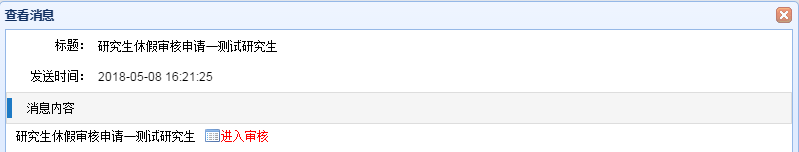 查看消息
标题： 研究生休假审核申请—测试研究生
发送时间： 2018-05-08 16:21:25
消息内容
研究生休假审核申请—测试研究生 进入审核